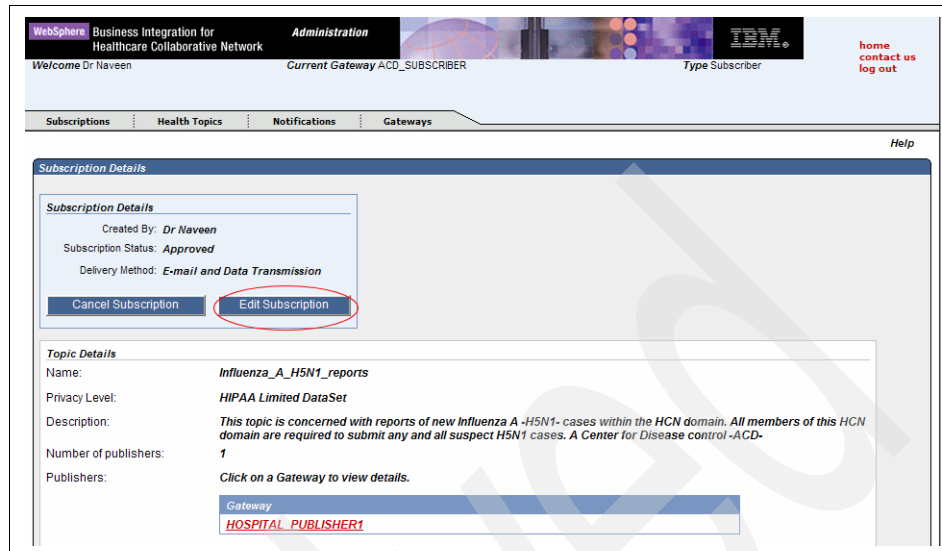 WebSphere Business Integration for Administration IBM
Healthcare Collaborative Network
home
contact us
log out
Welcome Dr Naveen Current Gateway ACD_SUBSCRIBER Type Subscriber
Subscriptions Health Topics Notifications Gateways
Help
Subscription Details
Subscription Details
Created By: Dr Naveen
Subscription Status: Approved
Delivery Method: E-mail and Data Transmission
Cancel Subscription Edit Subscription
Topic Details
Name: Influenza_A_H5N1_reports
Privacy Level: HIPAA Limited DataSet
Description: This topic is concerned with reports of new Influenza A -H5N1- cases within the HCN domain. All members of this HCN
domain are required to submit any and all suspect H5N1 cases. A Center for Disease control -ACD-
Number of publishers: 1
Publishers: Click on a Gateway to view details.
Gateway
HOSPITAL_PUBLISHER1